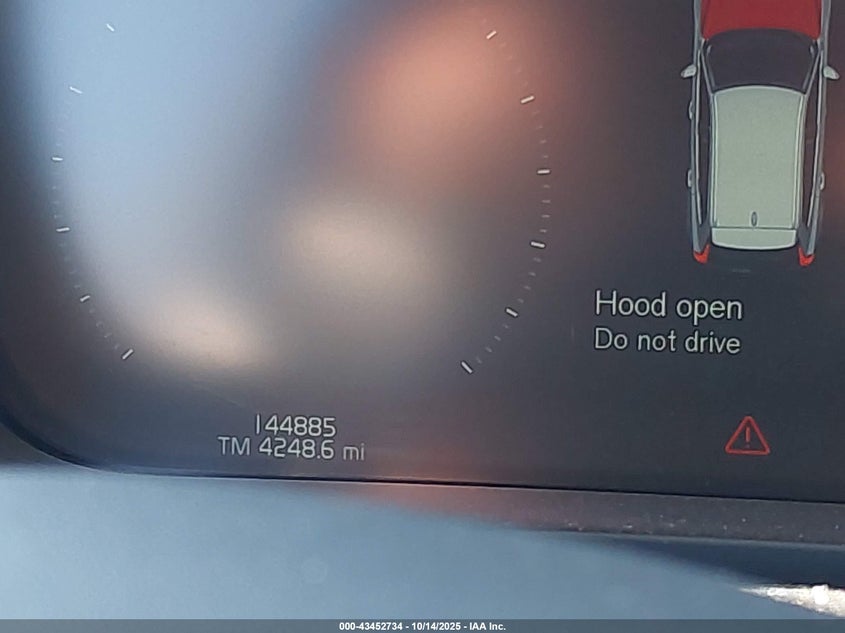 Hood open
Do not drive
144885
TM 4248.6 mi
000-43452734 - 10/14/2025 - IAA Inc.